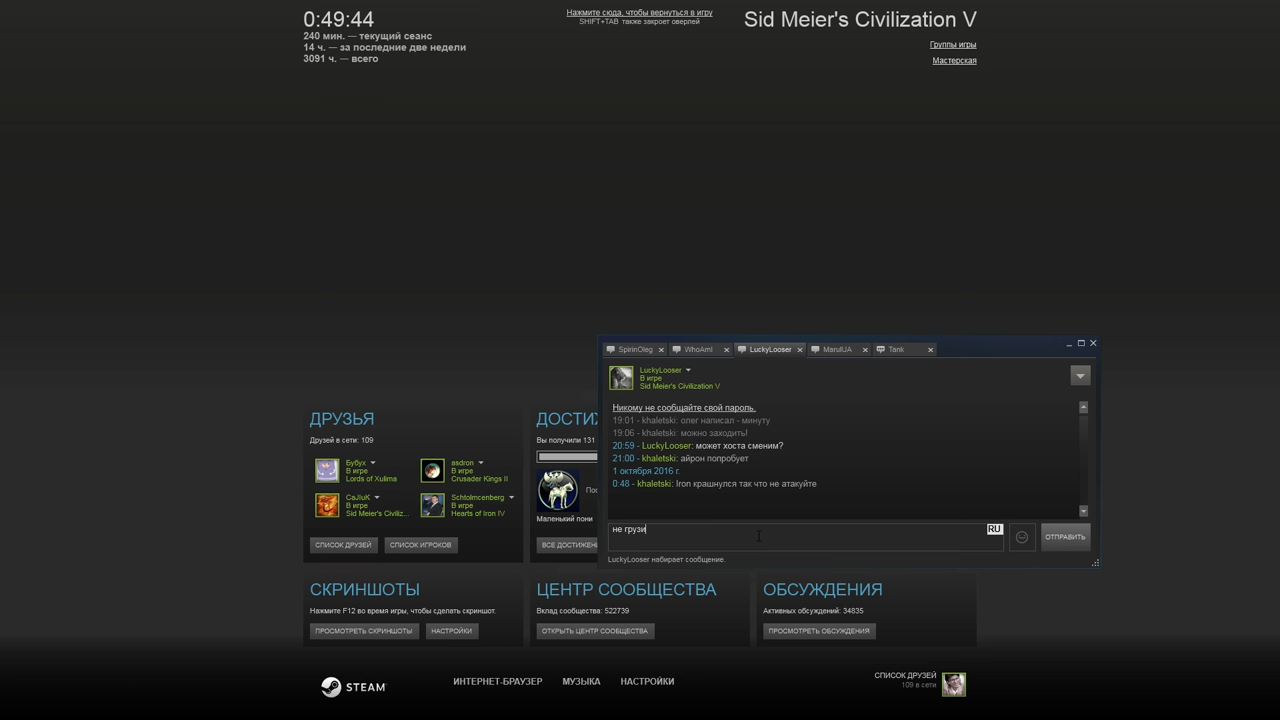 0:49:44
240 мин. — текущий сеанс
14 ч. — за последние две недели
3091 ч. — всего
Нажмите сюда, чтобы вернуться в игру
SHIFT+TAB также закроет оверлей
Sid Meier's Civilization V
Группы игры
Мастерская
SpirinOleg
WhoAmI
LuckyLooser
MarulUA
Tank
LuckyLooser
В игре
Sid Meier's Civilization V
Никому не сообщайте свой пароль.
19:01 - khaletski: олег написал - минуту
19:06 - khaletski: можно заходить!
20:59 - LuckyLooser: может хоста сменим?
21:00 - khaletski: айрон попробует
1 октября 2016 г.
0:48 - khaletski: Iron крашнулся так что не атакуйте
не грузи
RU
ОТПРАВИТЬ
LuckyLooser набирает сообщение.
ДРУЗЬЯ
Друзей в сети: 109
Бубух
В игре
Lords of Xulima
asdron
В игре
Crusader Kings II
CaJIuK
В игре
Sid Meier's Civiliz...
Schtolmcenberg
В игре
Hearts of Iron IV
СПИСОК ДРУЗЕЙ
СПИСОК ИГРОКОВ
ДОСТИ
Вы получили 131
Пос
Маленький пони
ВСЕ ДОСТИЖЕН
СКРИНШОТЫ
Нажмите F12 во время игры, чтобы сделать скриншот.
ПРОСМОТРЕТЬ СКРИНШОТЫ
НАСТРОЙКИ
ЦЕНТР СООБЩЕСТВА
Вклад сообщества: 522739
ОТКРЫТЬ ЦЕНТР СООБЩЕСТВА
ОБСУЖДЕНИЯ
Активных обсуждений: 34835
ПРОСМОТРЕТЬ ОБСУЖДЕНИЯ
STEAM
ИНТЕРНЕТ-БРАУЗЕР
МУЗЫКА
НАСТРОЙКИ
СПИСОК ДРУЗЕЙ
109 в сети